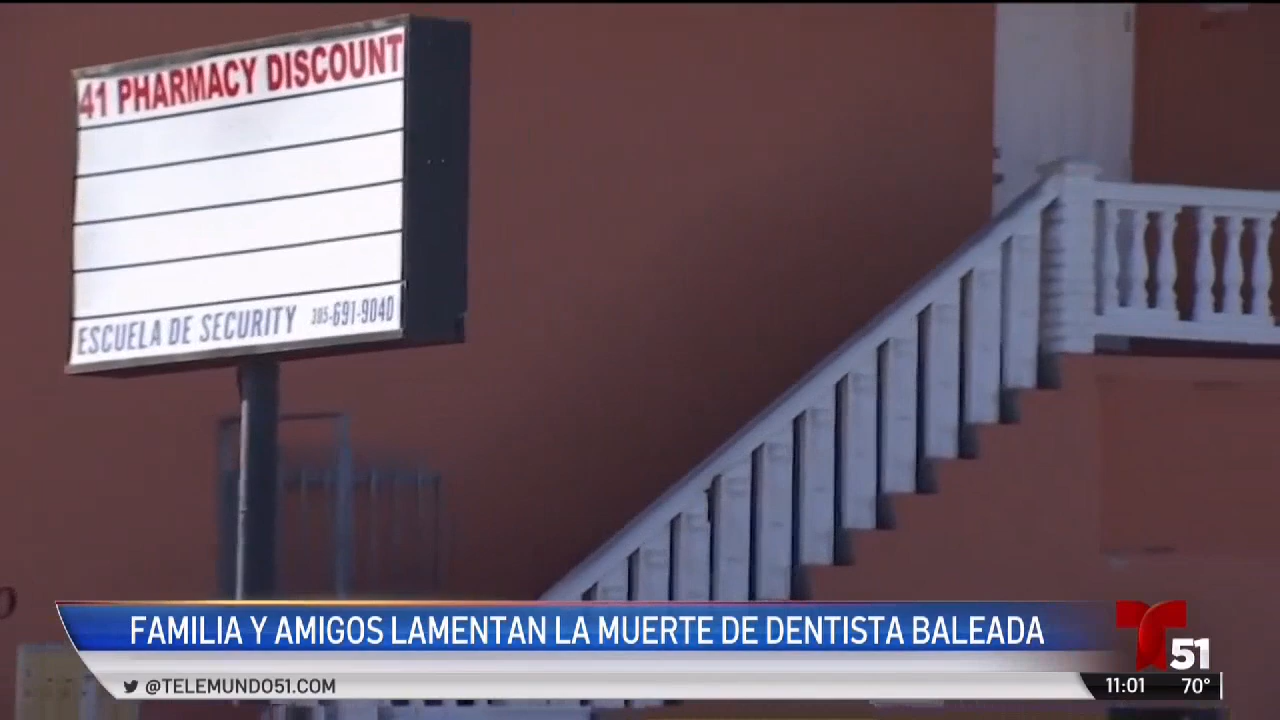 41 PHARMACY DISCOUNT
ESCUELA DE SECURITY 305-691-9040
FAMILIA Y AMIGOS LAMENTAN LA MUERTE DE DENTISTA BALEADA
T 51
@TELEMUNDO51.COM
11:01 70°